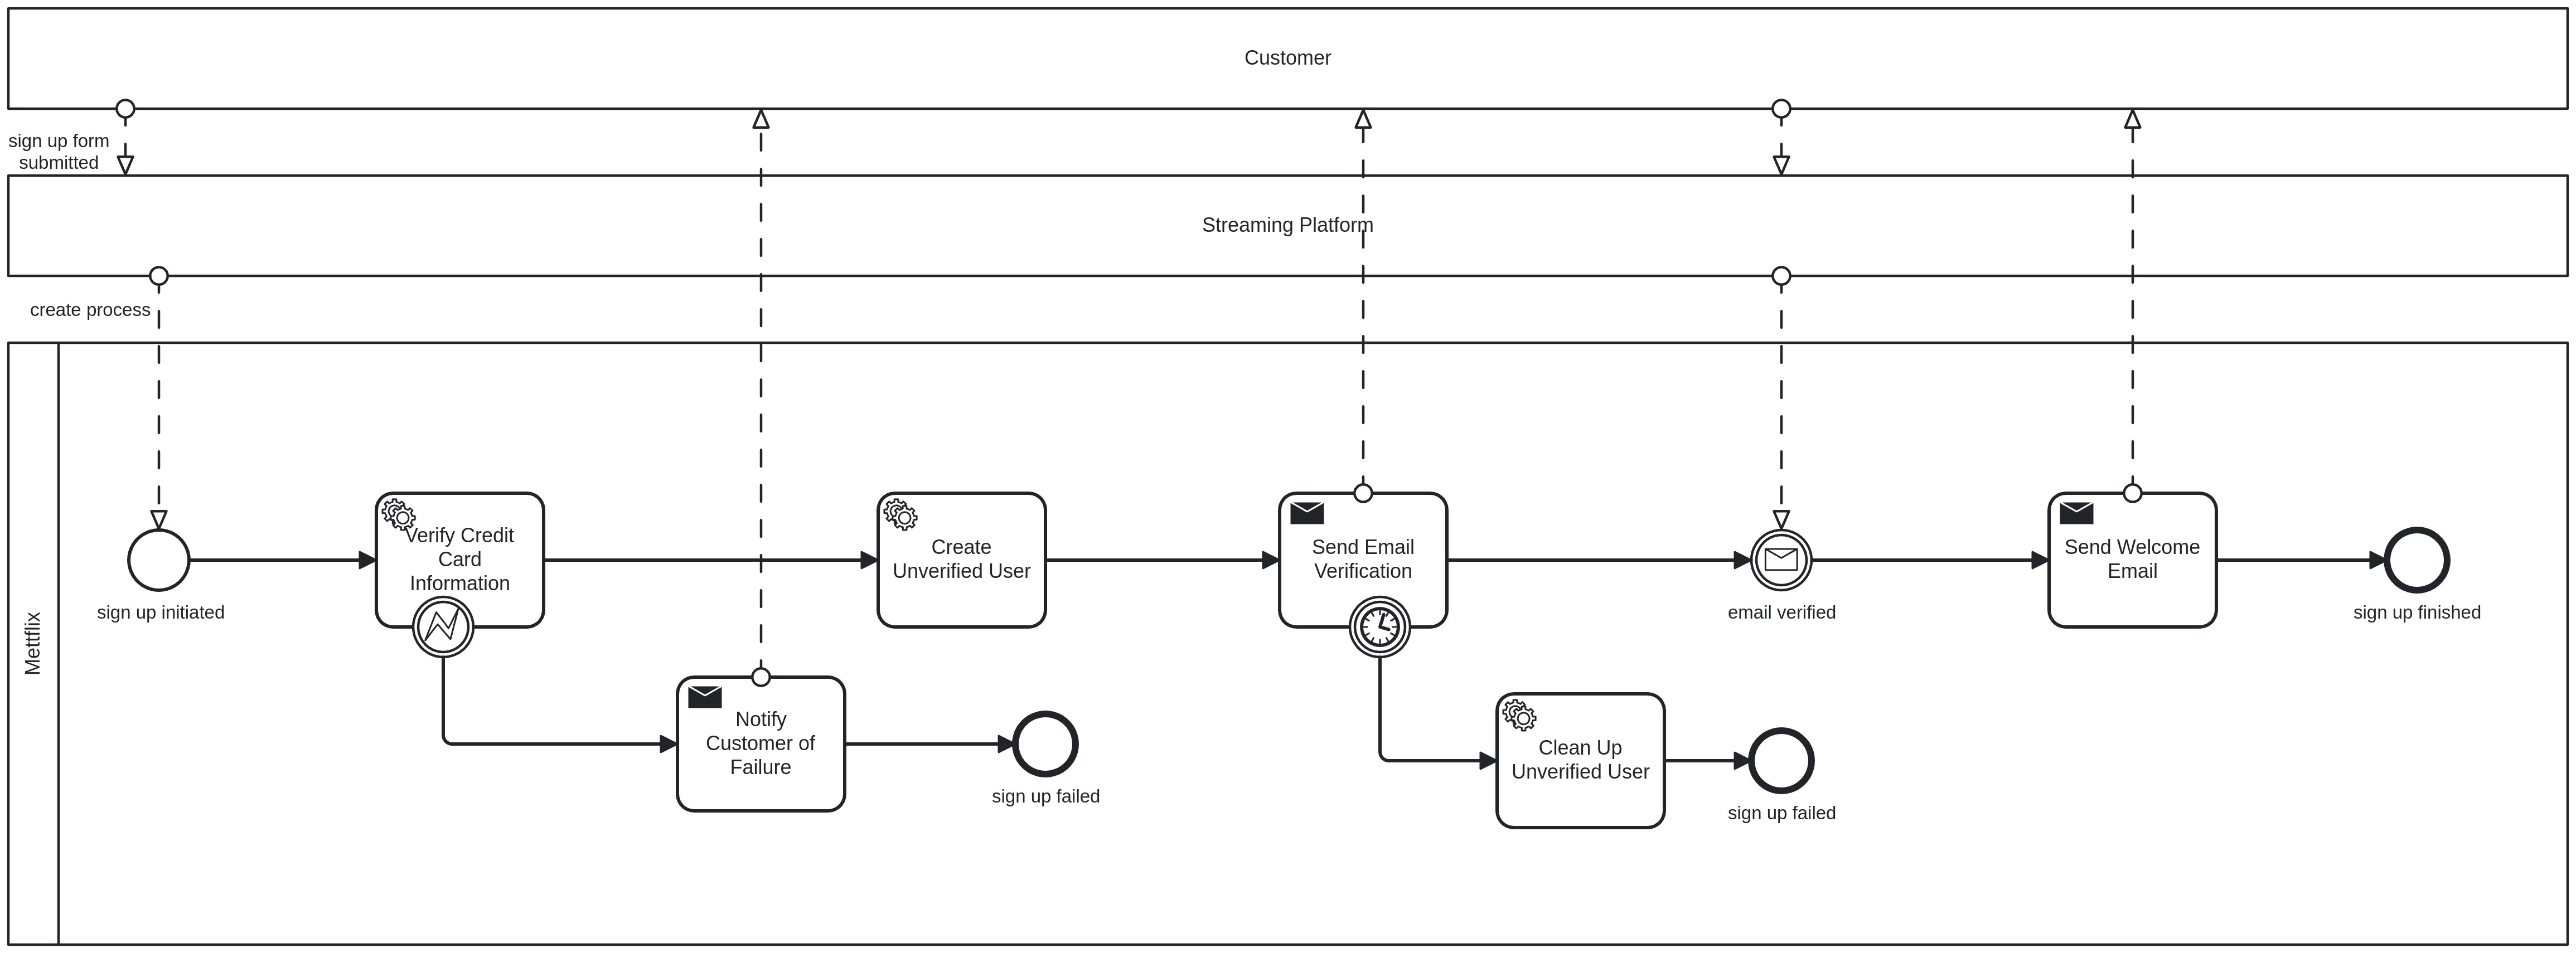 Customer
sign up form
submitted
Streaming Platform
create process
Mettflix
sign up initiated
Verify Credit
Card
Information
Create
Unverified User
Send Email
Verification
email verified
Send Welcome
Email
sign up finished
Notify
Customer of
Failure
sign up failed
Clean Up
Unverified User
sign up failed